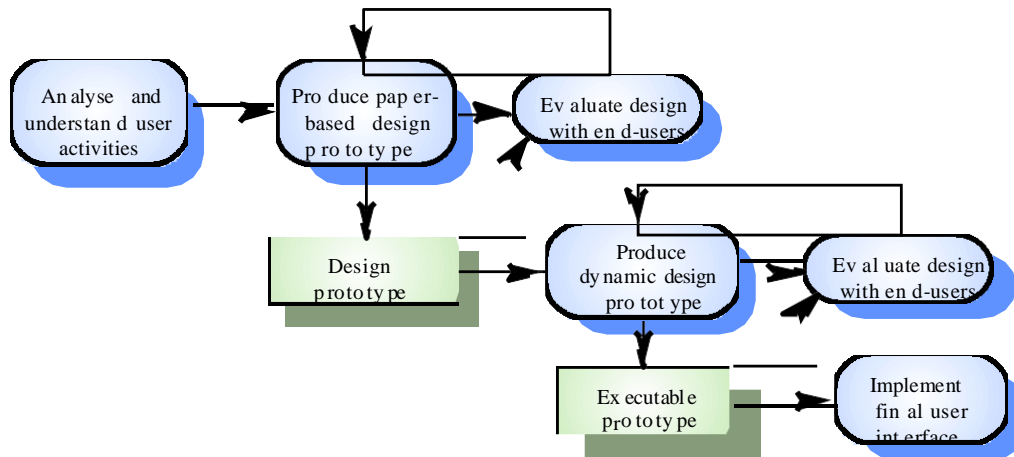 Analyse and
understand user
activities
Produce paper-
based design
prototype
Evaluate design
with end-users
Design
prototype
Produce
dynamic design
prototype
Evaluate design
with end-users
Executable
prototype
Implement
final user
interface